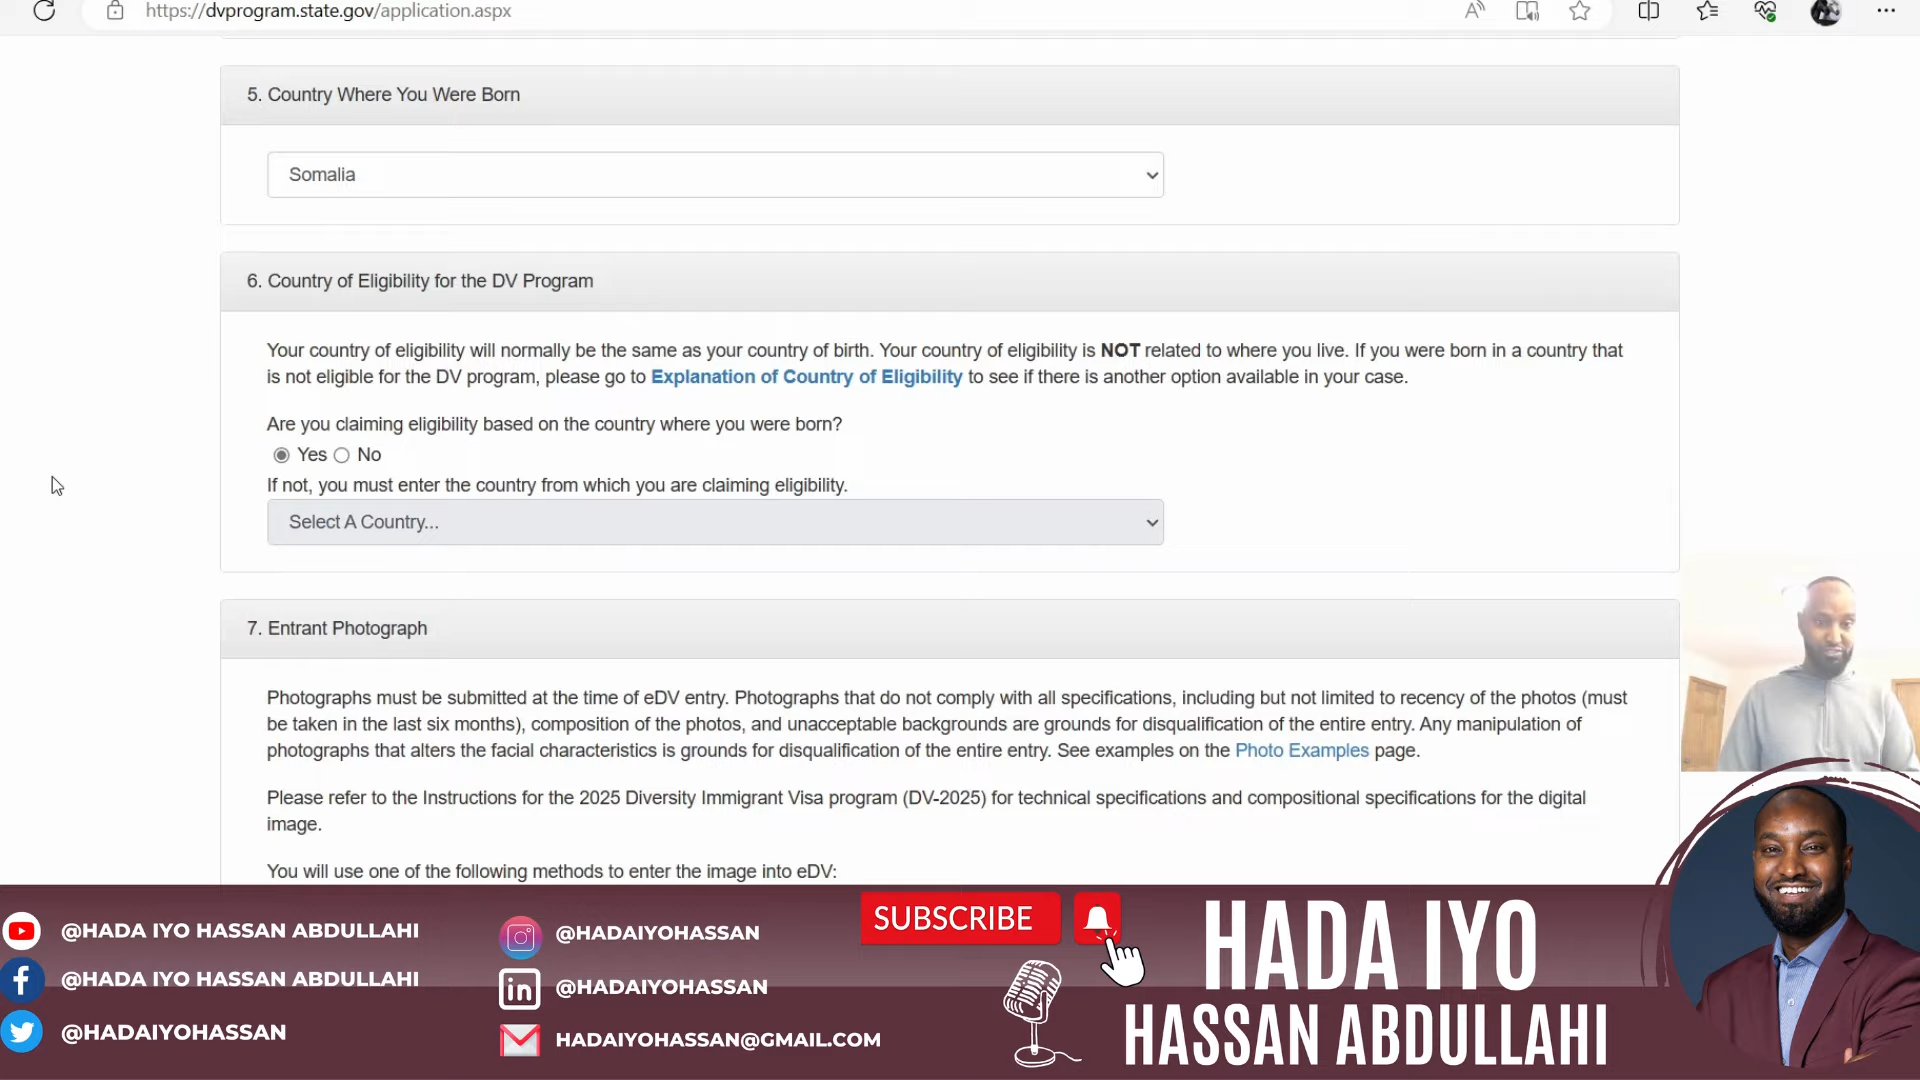 https://dvprogram.state.gov/application.aspx
5. Country Where You Were Born
Somalia
6. Country of Eligibility for the DV Program
Your country of eligibility will normally be the same as your country of birth. Your country of eligibility is NOT related to where you live. If you were born in a country that
is not eligible for the DV program, please go to Explanation of Country of Eligibility to see if there is another option available in your case.
Are you claiming eligibility based on the country where you were born?
Yes No
If not, you must enter the country from which you are claiming eligibility.
Select A Country...
7. Entrant Photograph
Photographs must be submitted at the time of eDV entry. Photographs that do not comply with all specifications, including but not limited to recency of the photos (must
be taken in the last six months), composition of the photos, and unacceptable backgrounds are grounds for disqualification of the entire entry. Any manipulation of
photographs that alters the facial characteristics is grounds for disqualification of the entire entry. See examples on the Photo Examples page.
Please refer to the Instructions for the 2025 Diversity Immigrant Visa program (DV-2025) for technical specifications and compositional specifications for the digital
image.
You will use one of the following methods to enter the image into eDV:
@HADA IYO HASSAN ABDULLAHI
@HADA IYO HASSAN ABDULLAHI
@HADAIYOHASSAN
@HADAIYOHASSAN
@HADAIYOHASSAN
HADAIYOHASSAN@GMAIL.COM
SUBSCRIBE
HADA IYO
HASSAN ABDULLAHI